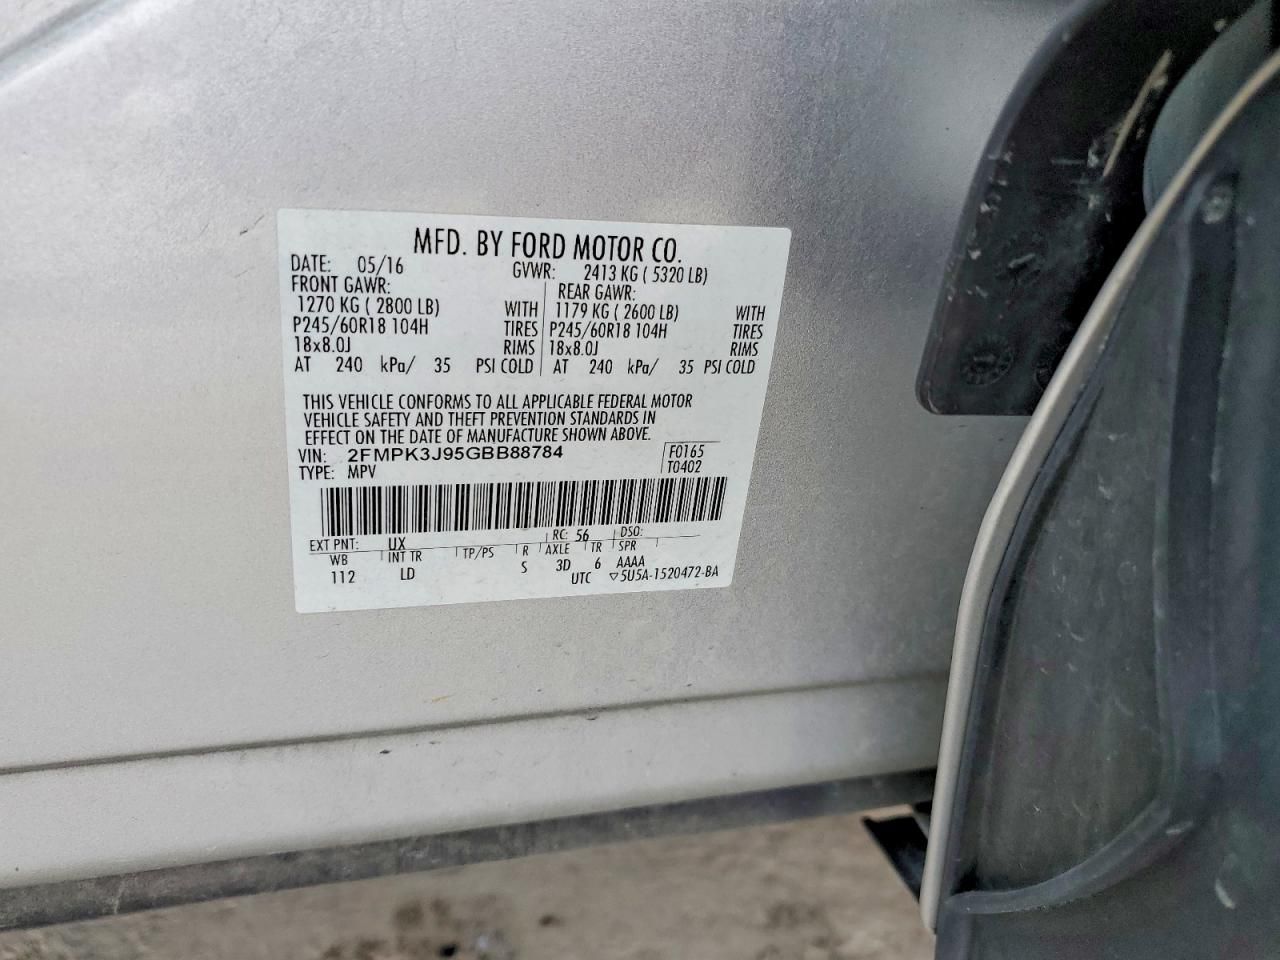 MFD. BY FORD MOTOR CO.
DATE: 05/16 GVWR: 2413 KG ( 5320 LB)
FRONT GAWR: REAR GAWR:
1270 KG ( 2800 LB) WITH 1179 KG ( 2600 LB) WITH
P245/60R18 104H TIRES P245/60R18 104H TIRES
18x8.0J RIMS 18x8.0J RIMS
AT 240 kPa/ 35 PSI COLD AT 240 kPa/ 35 PSI COLD
THIS VEHICLE CONFORMS TO ALL APPLICABLE FEDERAL MOTOR
VEHICLE SAFETY AND THEFT PREVENTION STANDARDS IN
EFFECT ON THE DATE OF MANUFACTURE SHOWN ABOVE.
VIN: 2FMPK3J95GBB88784 F0165
TYPE: MPV T0402
EXT PNT: UX RC: 56 DSO:
WB INT TR TP/PS R AXLE TR SPR
112 LD S 3D 6 AAAA
UTC ▽5U5A-1520472-BA